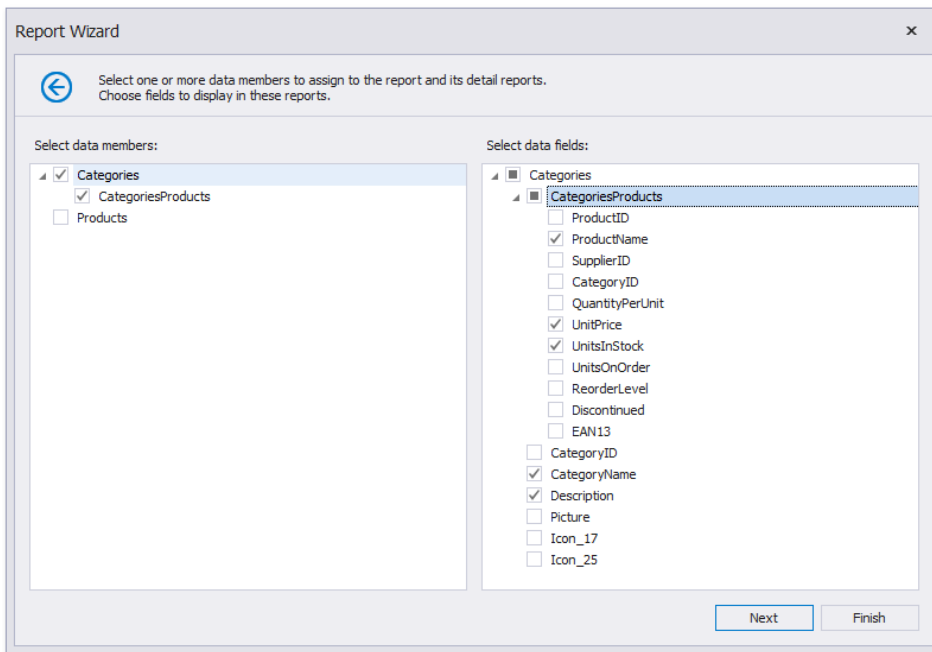 Report Wizard
Select one or more data members to assign to the report and its detail reports.
Choose fields to display in these reports.
Select data members:
Categories
CategoriesProducts
Products
Select data fields:
Categories
CategoriesProducts
ProductID
ProductName
SupplierID
CategoryID
QuantityPerUnit
UnitPrice
UnitsInStock
UnitsOnOrder
ReorderLevel
Discontinued
EAN13
CategoryID
CategoryName
Description
Picture
Icon_17
Icon_25
Next
Finish